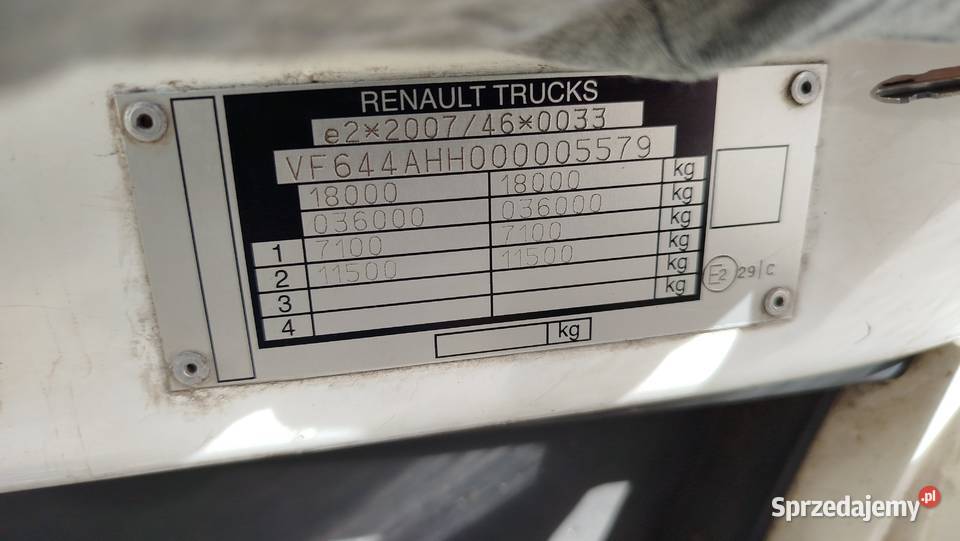 RENAULT TRUCKS
e2*2007/46*0033
VF644AHH000005579
18000 18000 kg
036000 036000 kg
1 7100 7100 kg
2 11500 11500 kg
3 kg
4
kg
E2 29/C
Sprzedajemy.pl